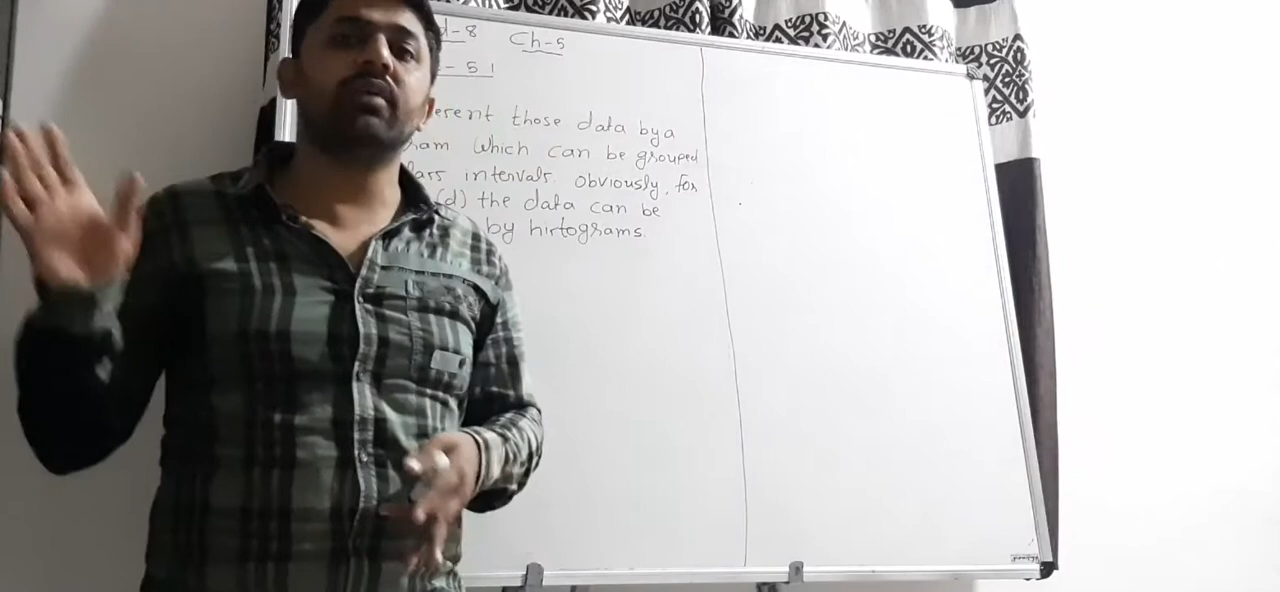 d-8 Ch-5
- 5 1
erent those data by a
ram which can be grouped
lars intervals. obviously, for
(d) the data can be
by hirtograms.